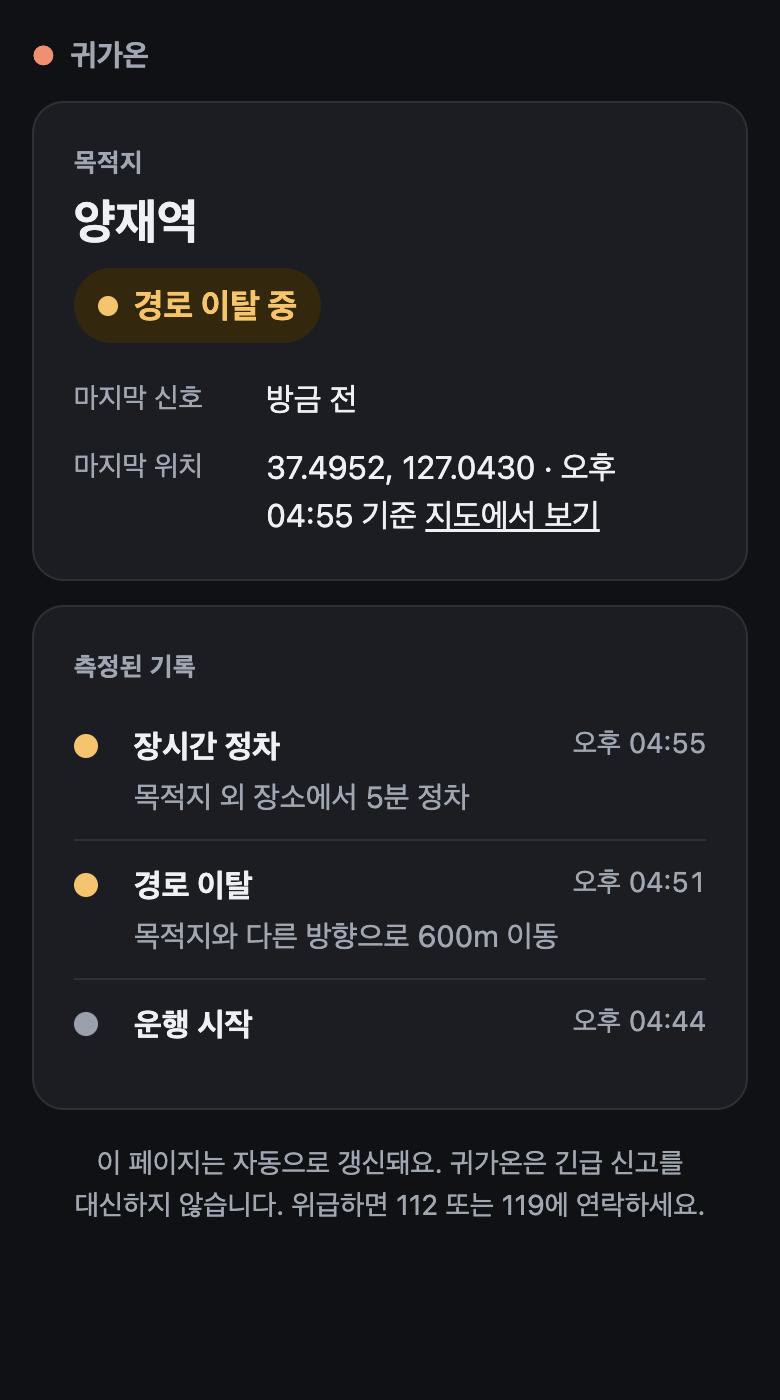 귀가온
목적지
양재역
경로 이탈 중
마지막 신호 방금 전
마지막 위치 37.4952, 127.0430 · 오후
04:55 기준 지도에서 보기
측정된 기록
장시간 정차 오후 04:55
목적지 외 장소에서 5분 정차
경로 이탈 오후 04:51
목적지와 다른 방향으로 600m 이동
운행 시작 오후 04:44
이 페이지는 자동으로 갱신돼요. 귀가온은 긴급 신고를
대신하지 않습니다. 위급하면 112 또는 119에 연락하세요.